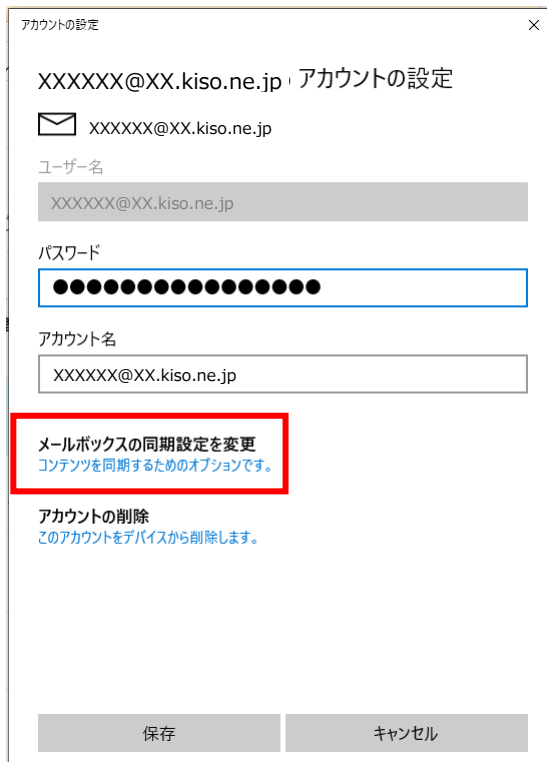 アカウントの設定
XXXXXX@XX.kiso.ne.jp アカウントの設定
XXXXXX@XX.kiso.ne.jp
ユーザー名
XXXXXX@XX.kiso.ne.jp
パスワード
●●●●●●●●●●●●●●●●
アカウント名
XXXXXX@XX.kiso.ne.jp
メールボックスの同期設定を変更
コンテンツを同期するためのオプションです。
アカウントの削除
このアカウントをデバイスから削除します。
保存
キャンセル